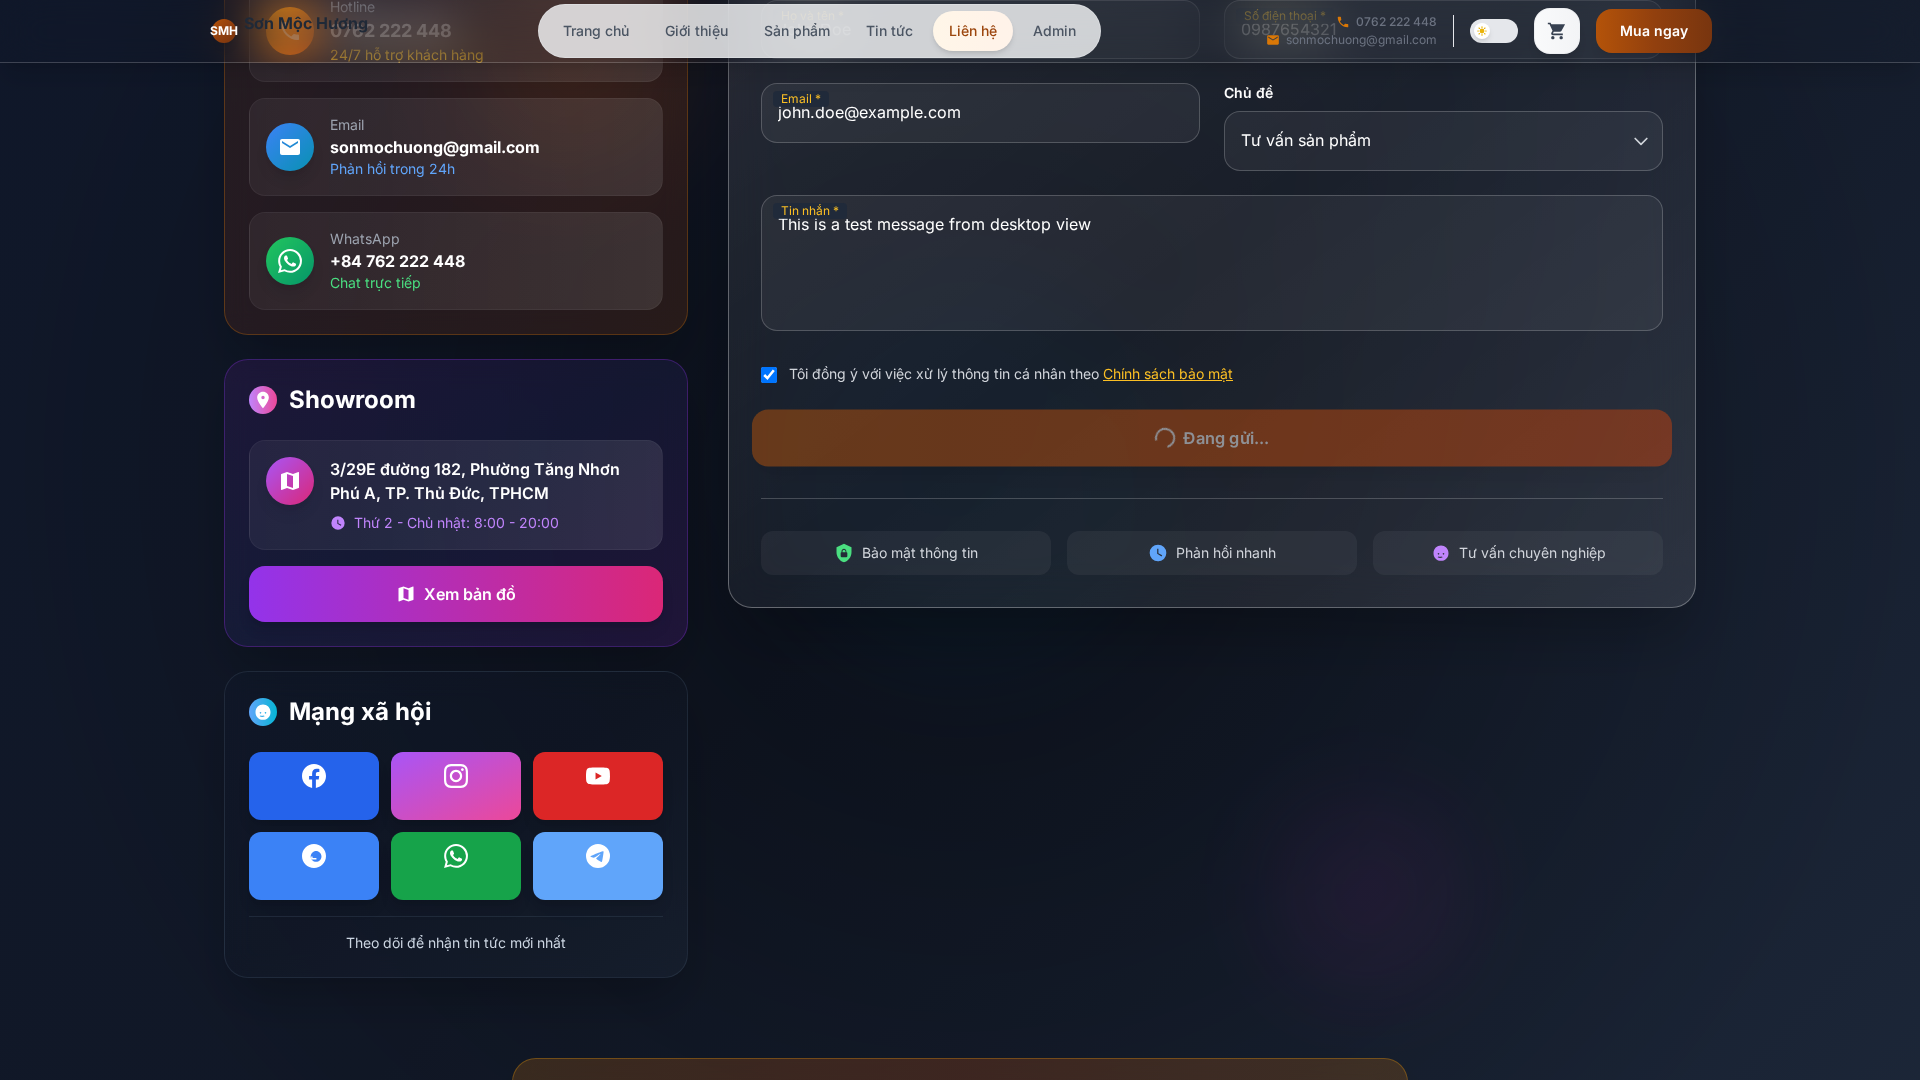 SMH Sơn Mộc Hương
Trang chủ
Giới thiệu
Sản phẩm
Tin tức
Liên hệ
Admin
0762 222 448
sonmochuong@gmail.com
Mua ngay
Hotline
0762 222 448
24/7 hỗ trợ khách hàng
Email
sonmochuong@gmail.com
Phản hồi trong 24h
WhatsApp
+84 762 222 448
Chat trực tiếp
Showroom
3/29E đường 182, Phường Tăng Nhơn
Phú A, TP. Thủ Đức, TPHCM
Thứ 2 - Chủ nhật: 8:00 - 20:00
Xem bản đồ
Mạng xã hội
Theo dõi để nhận tin tức mới nhất
Số điện thoại *
0987654321
Email *
john.doe@example.com
Chủ đề
Tư vấn sản phẩm
Tin nhắn *
This is a test message from desktop view
Tôi đồng ý với việc xử lý thông tin cá nhân theo Chính sách bảo mật
Đang gửi...
Bảo mật thông tin
Phản hồi nhanh
Tư vấn chuyên nghiệp